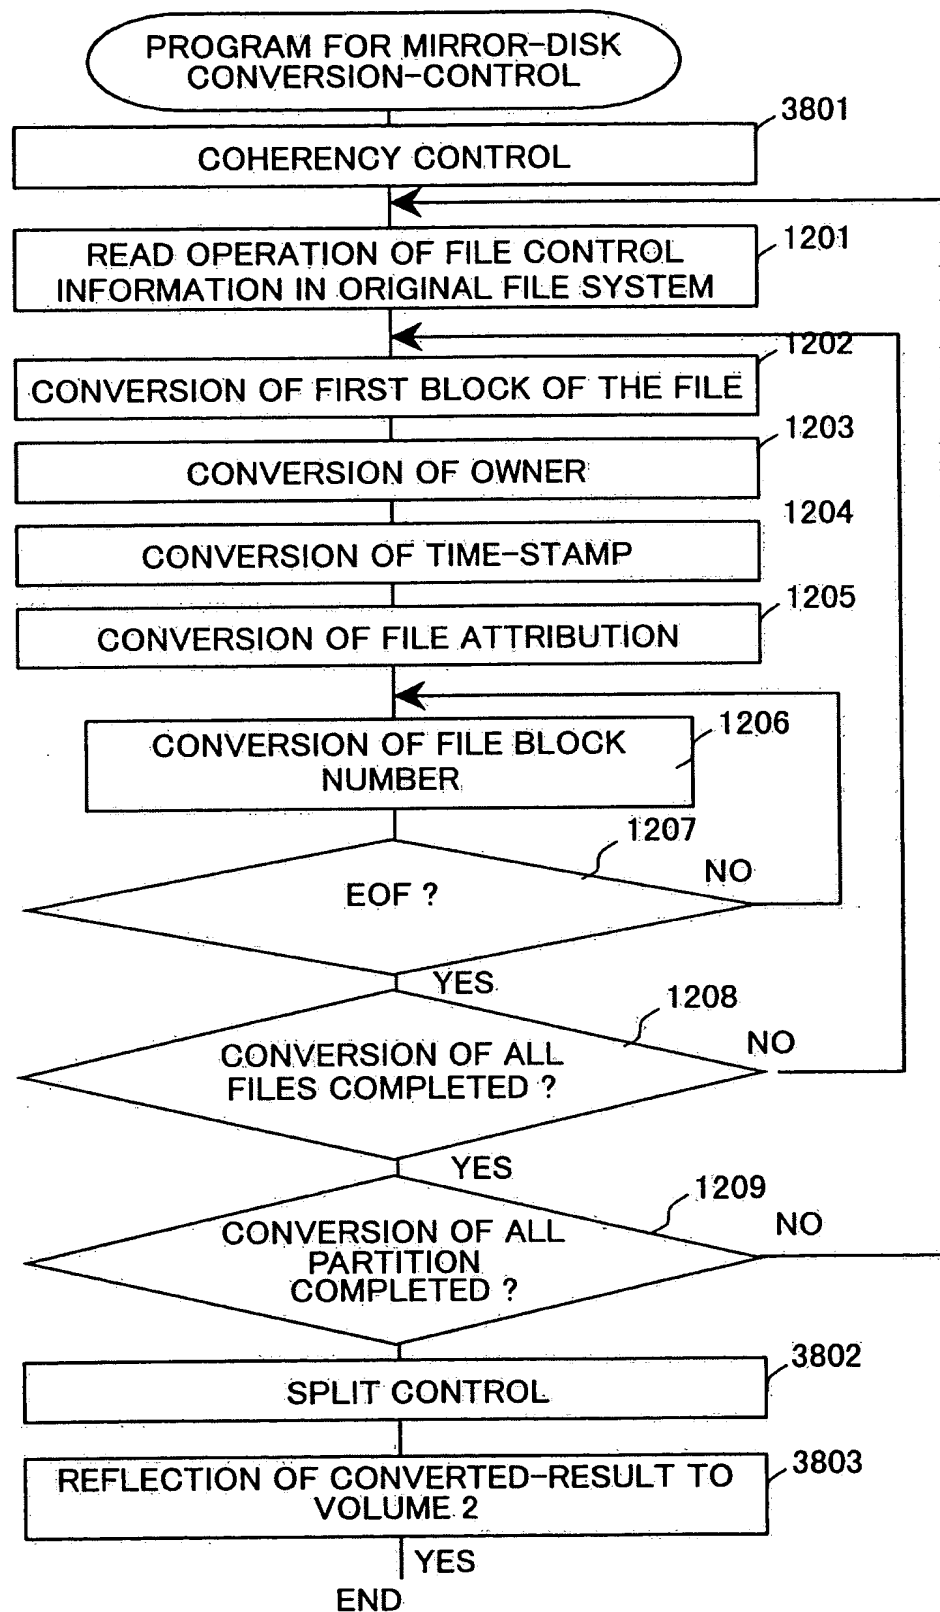 PROGRAM FOR MIRROR-DISK
CONVERSION-CONTROL
3801
COHERENCY CONTROL
1201
READ OPERATION OF FILE CONTROL
INFORMATION IN ORIGINAL FILE SYSTEM
1202
CONVERSION OF FIRST BLOCK OF THE FILE
1203
CONVERSION OF OWNER
1204
CONVERSION OF TIME-STAMP
1205
CONVERSION OF FILE ATTRIBUTION
1206
CONVERSION OF FILE BLOCK
NUMBER
1207
NO
EOF ?
YES
1208
NO
CONVERSION OF ALL
FILES COMPLETED ?
YES
1209
NO
CONVERSION OF ALL
PARTITION
COMPLETED ?
3802
SPLIT CONTROL
3803
REFLECTION OF CONVERTED-RESULT TO
VOLUME 2
YES
END